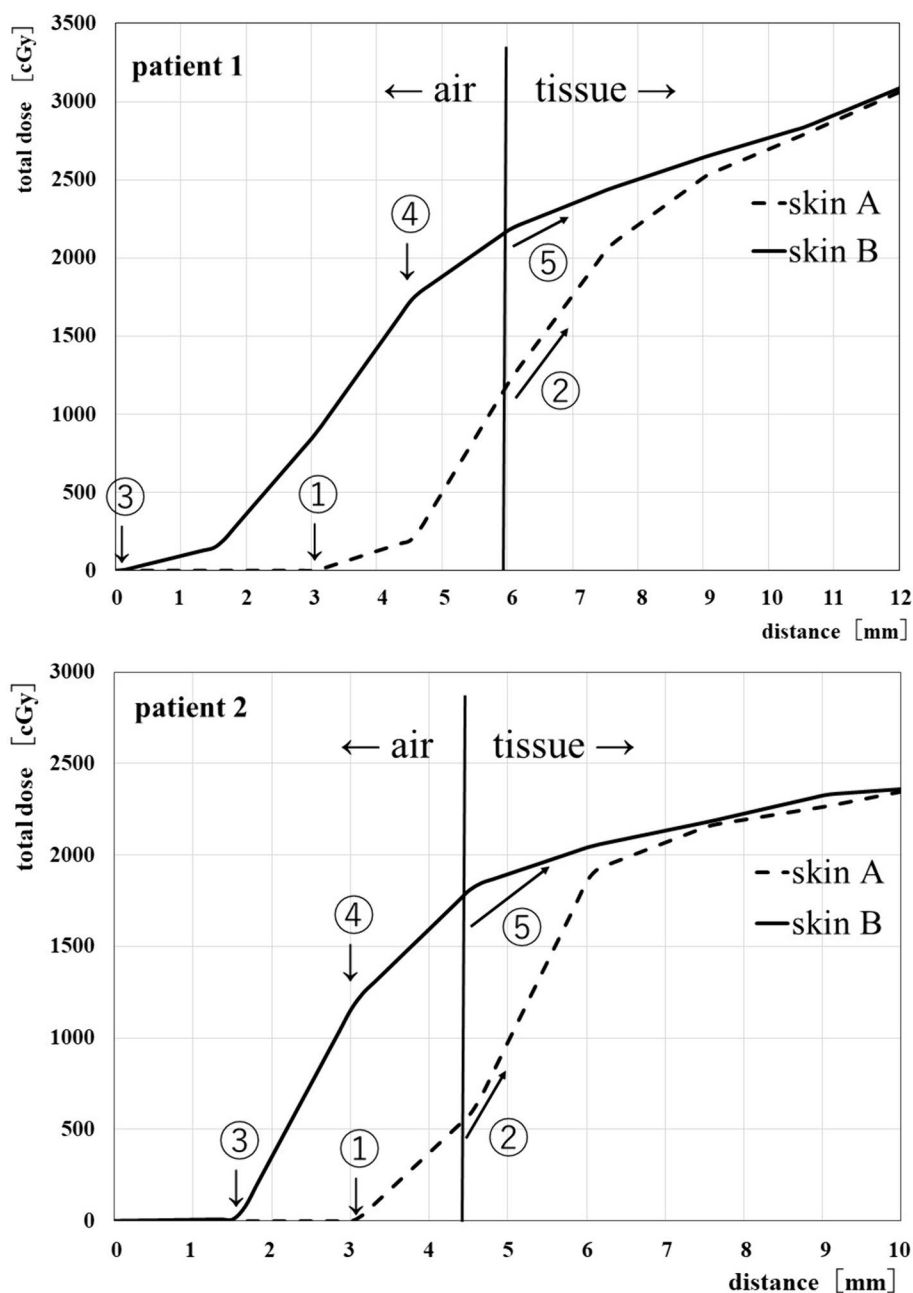 total dose [cGy]
3500
3000
2500
2000
1500
1000
500
0
patient 1
← air
tissue →
④
⑤
②
③
①
skin A
skin B
0 1 2 3 4 5 6 7 8 9 10 11 12
distance [mm]
total dose [cGy]
3000
2500
2000
1500
1000
500
0
patient 2
← air
tissue →
④
⑤
③
①
②
skin A
skin B
0 1 2 3 4 5 6 7 8 9 10
distance [mm]